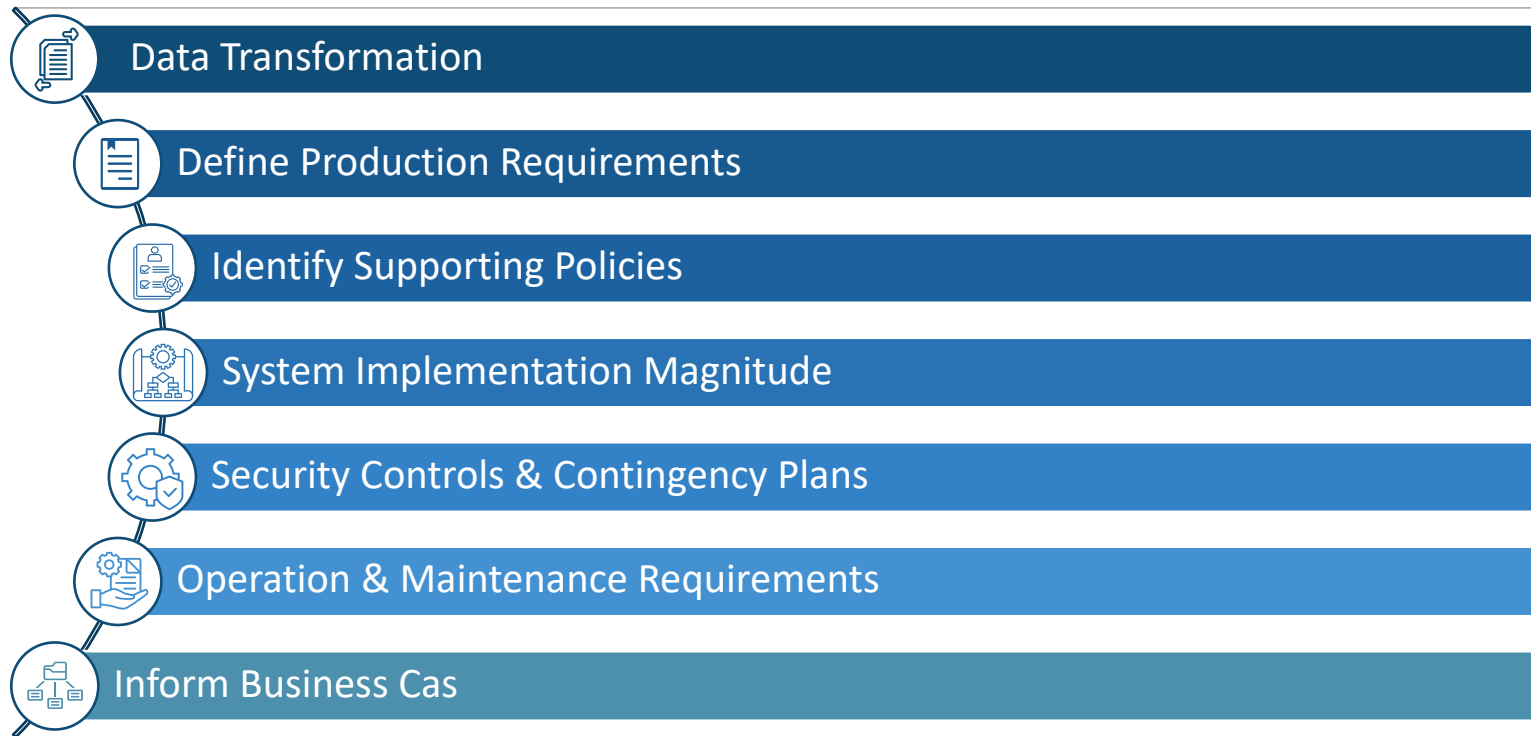 Data Transformation
Define Production Requirements
Identify Supporting Policies
System Implementation Magnitude
Security Controls & Contingency Plans
Operation & Maintenance Requirements
Inform Business Cas